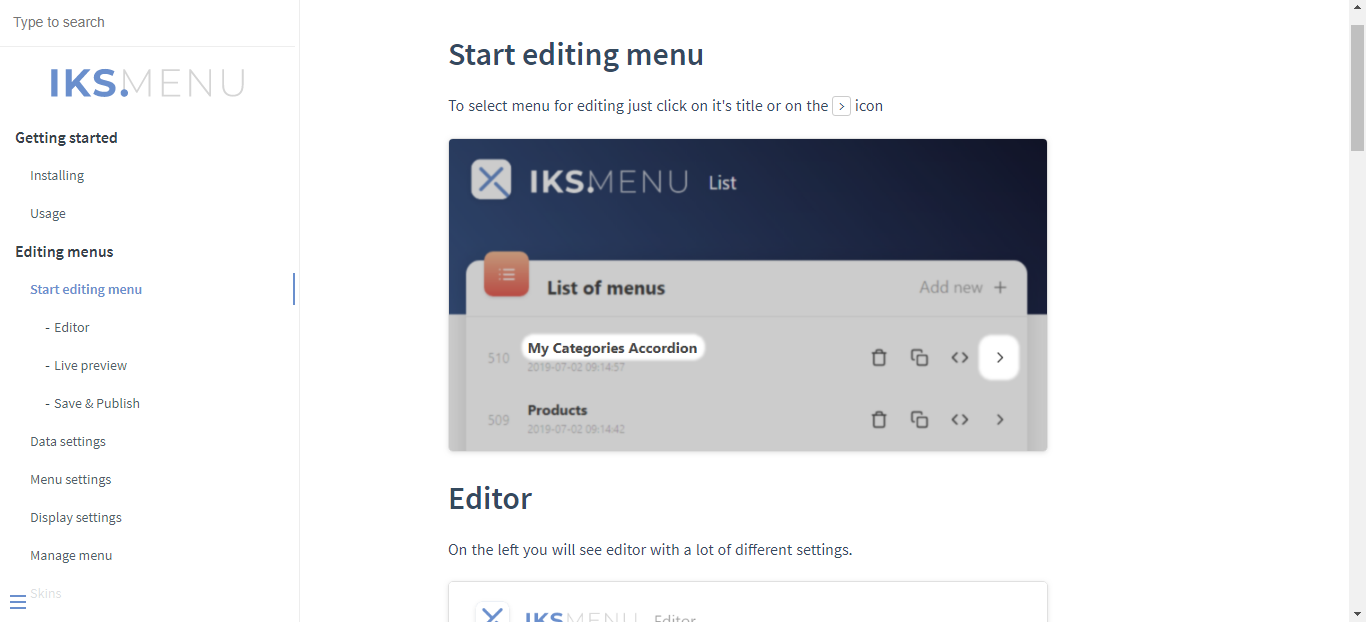 Type to search
IKS.MENU
Getting started
Installing
Usage
Editing menus
Start editing menu
- Editor
- Live preview
- Save & Publish
Data settings
Menu settings
Display settings
Manage menu
Skins
Start editing menu
To select menu for editing just click on it's title or on the > icon
IKS.MENU List
List of menus
Add new +
510
My Categories Accordion
2019-07-02 09:14:57
509
Products
2019-07-02 09:14:42
Editor
On the left you will see editor with a lot of different settings.
IKS.MENU Editor